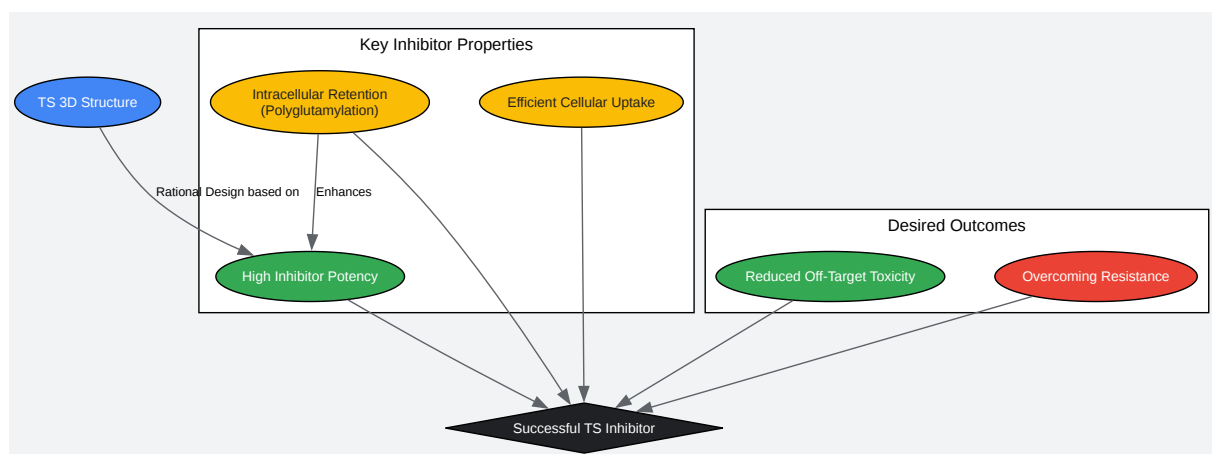 Key Inhibitor Properties
TS 3D Structure
Intracellular Retention
(Polyglutamylation)
Efficient Cellular Uptake
Rational Design based on
Enhances
Desired Outcomes
High Inhibitor Potency
Reduced Off-Target Toxicity
Overcoming Resistance
Successful TS Inhibitor